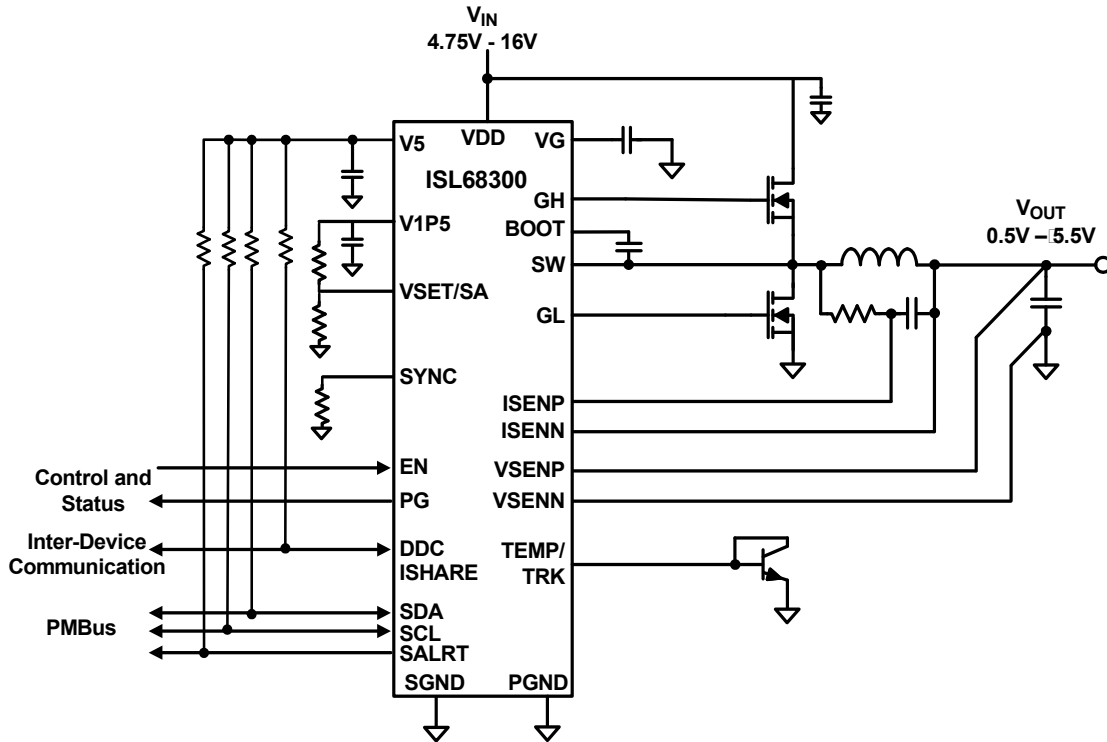 VIN
4.75V - 16V
V5
VDD
VG
ISL68300
GH
V1P5
BOOT
VOUT
0.5V – 5.5V
SW
VSET/SA
GL
SYNC
ISENP
ISENN
EN
VSENP
Control and
Status
PG
VSENN
Inter-Device
Communication
DDC
ISHARE
TEMP/
TRK
SDA
PMBus
SCL
SALRT
SGND
PGND